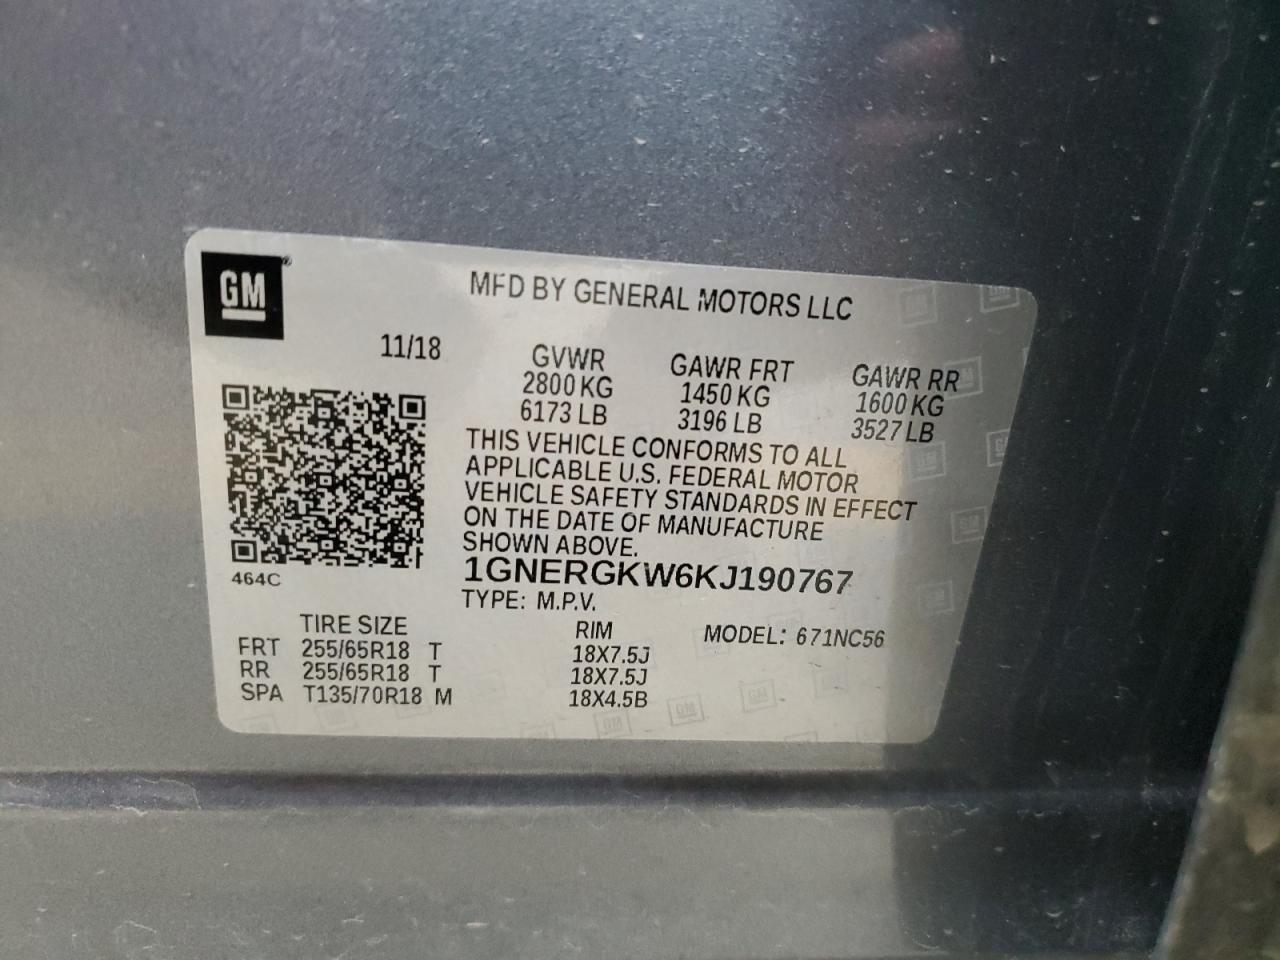 GM
MFD BY GENERAL MOTORS LLC
11/18
GVWR GAWR FRT GAWR RR
2800 KG 1450 KG 1600 KG
6173 LB 3196 LB 3527 LB
THIS VEHICLE CONFORMS TO ALL
APPLICABLE U.S. FEDERAL MOTOR
VEHICLE SAFETY STANDARDS IN EFFECT
ON THE DATE OF MANUFACTURE
SHOWN ABOVE.
464C
1GNERGKW6KJ190767
TYPE: M.P.V.
TIRE SIZE RIM MODEL: 671NC56
FRT 255/65R18 T 18X7.5J
RR 255/65R18 T 18X7.5J
SPA T135/70R18 M 18X4.5B